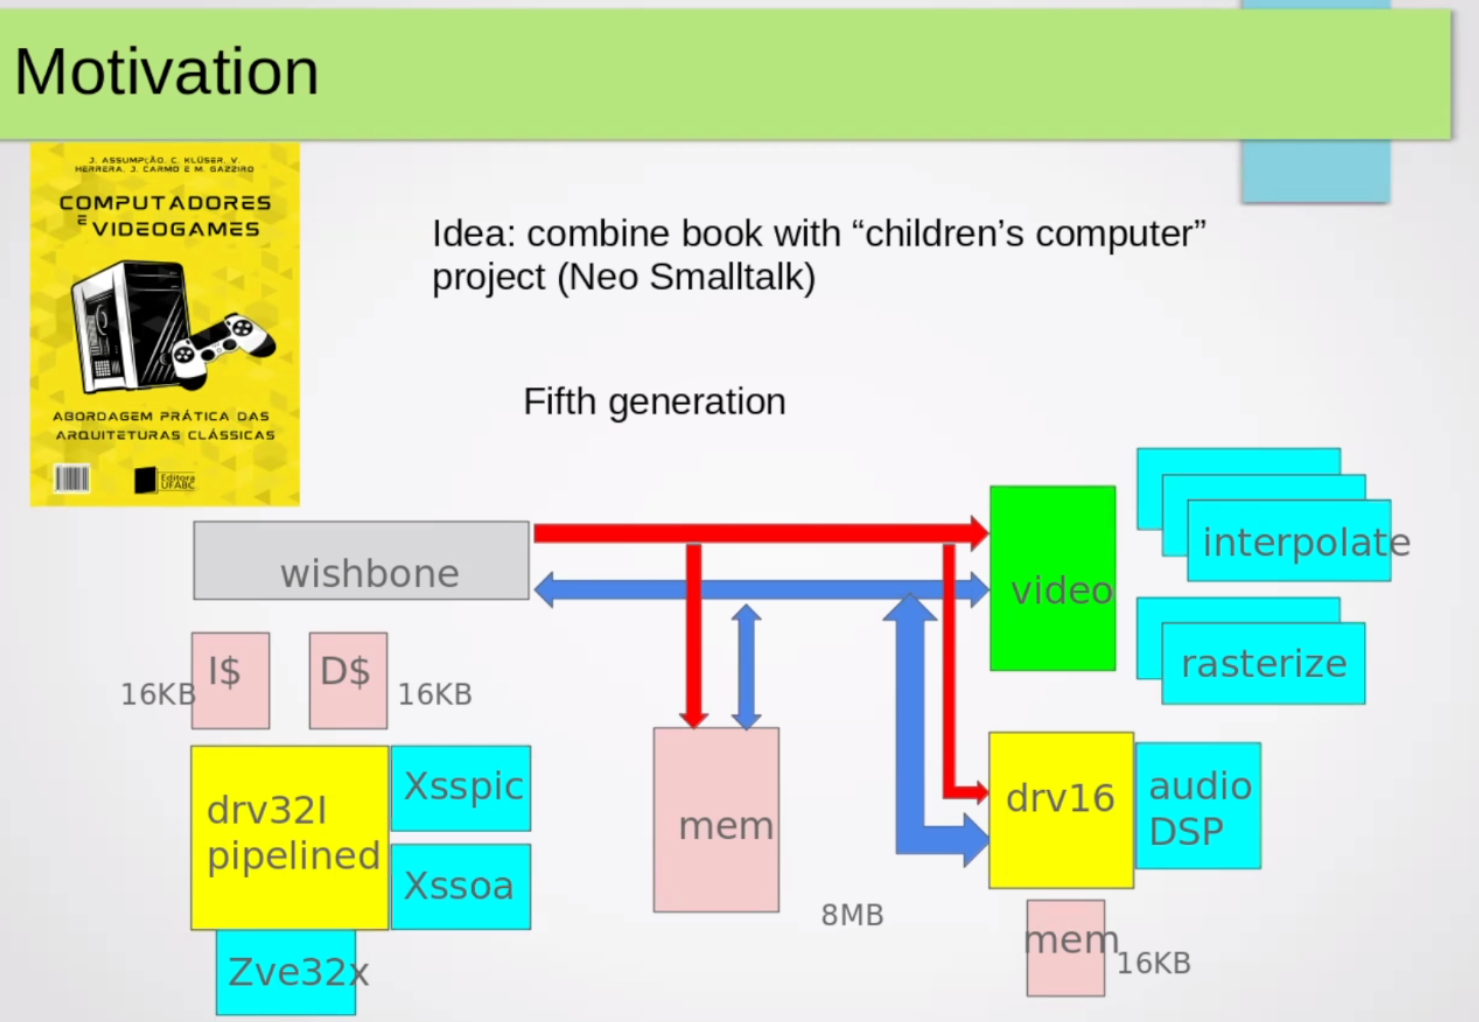 Motivation
J. ASSUMPÇÃO, C. KLÜSER, V.
HERRERA, J. CARMO E M. GAZZIRO
COMPUTADORES
E
VIDEOGAMES
ABORDAGEM PRÁTICA DAS
ARQUITETURAS CLÁSSICAS
Editora
UFABC
Idea: combine book with “children’s computer”
project (Neo Smalltalk)
Fifth generation
wishbone
video
interpolate
rasterize
I$
D$
16KB
16KB
drv32I
pipelined
Xsspic
Xssoa
Zve32x
mem
8MB
drv16
audio
DSP
mem
16KB